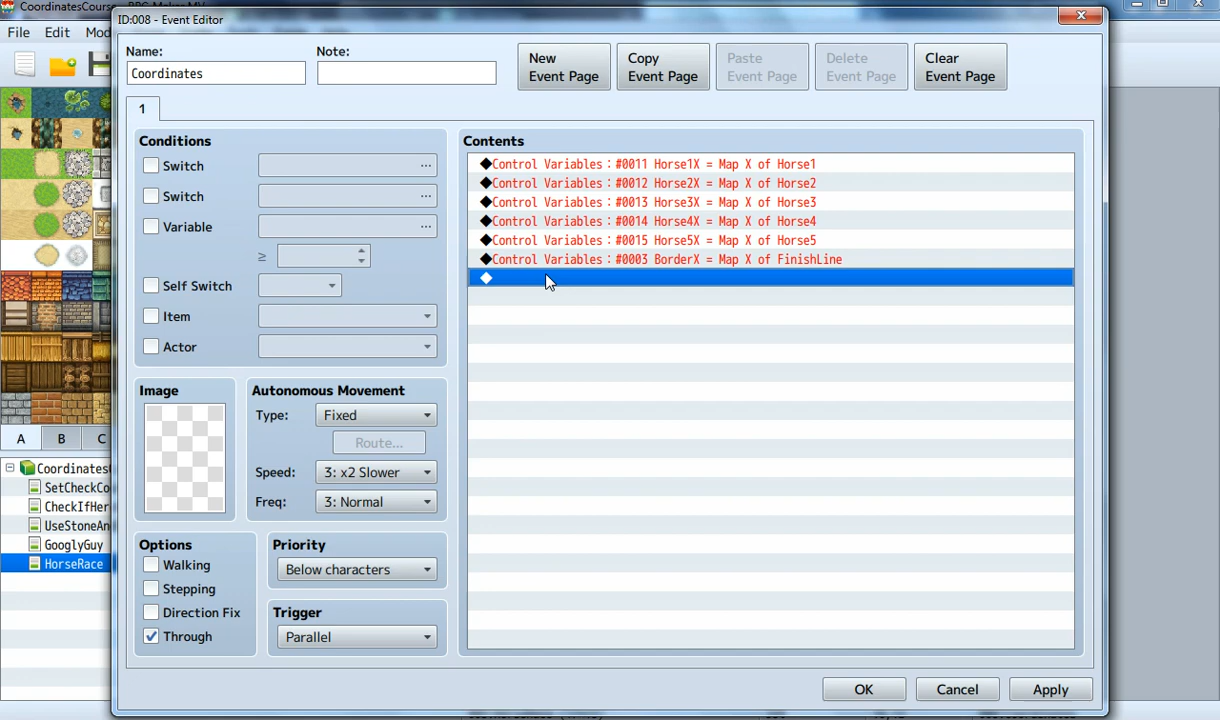 CoordinatesCourse
ID:008 - Event Editor
File Edit
Name:
Note:
Coordinates
New
Event Page
Copy
Event Page
Paste
Event Page
Delete
Event Page
Clear
Event Page
1
Conditions
Switch ...
Switch ...
Variable ...
≥
Self Switch
Item
Actor
Contents
◆Control Variables：#0011 Horse1X = Map X of Horse1
◆Control Variables：#0012 Horse2X = Map X of Horse2
◆Control Variables：#0013 Horse3X = Map X of Horse3
◆Control Variables：#0014 Horse4X = Map X of Horse4
◆Control Variables：#0015 Horse5X = Map X of Horse5
◆Control Variables：#0003 BorderX = Map X of FinishLine
◆
Image
Autonomous Movement
Type: Fixed
Route...
Speed: 3: x2 Slower
Freq: 3: Normal
A B C
Coordinates
SetCheckCo
CheckIfHer
UseStoneAn
GooglyGuy
HorseRace
Options
Walking
Stepping
Direction Fix
Through
Priority
Below characters
Trigger
Parallel
OK
Cancel
Apply